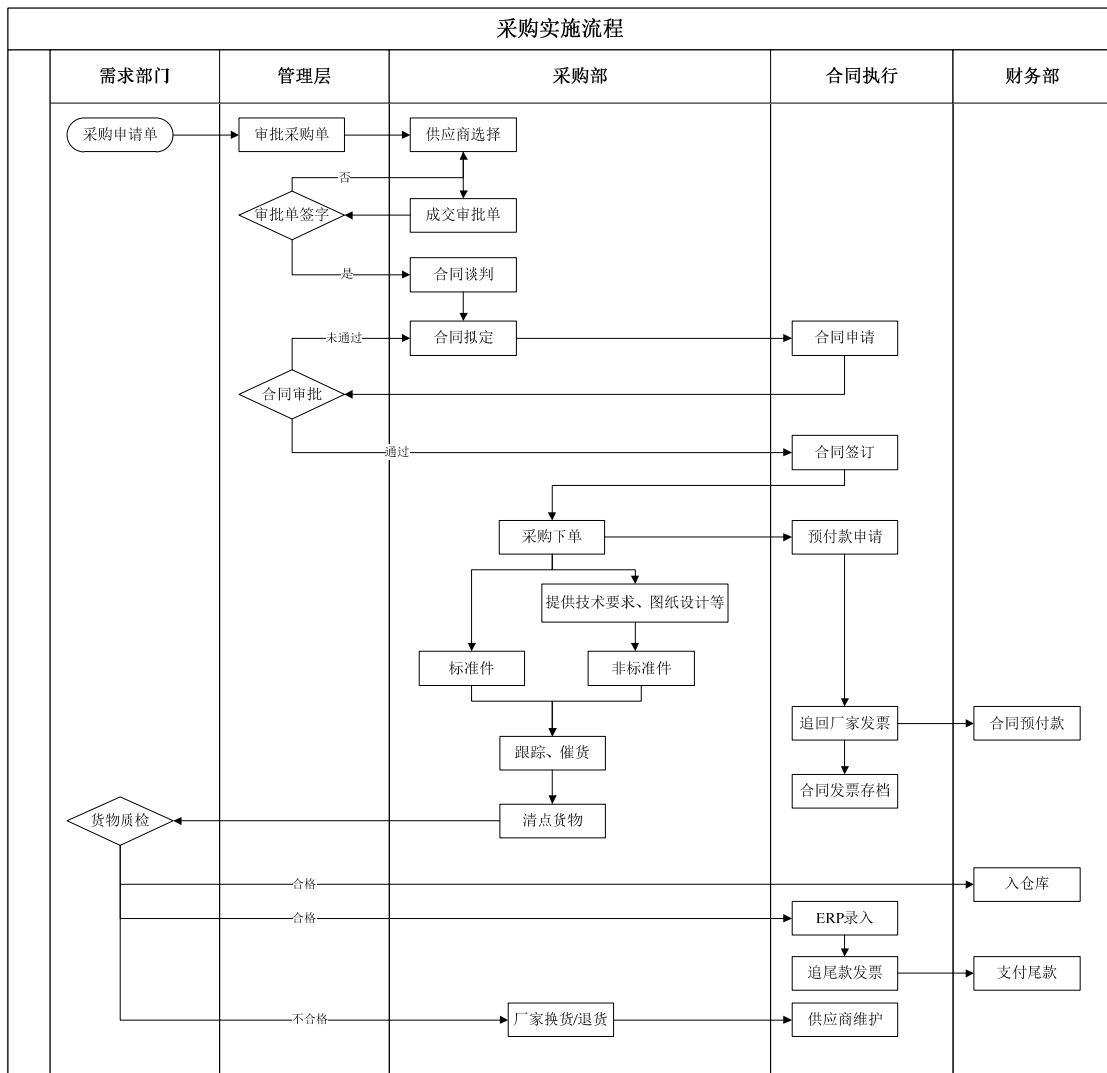 采购实施流程
需求部门
管理层
采购部
合同执行
财务部
采购申请单
审批采购单
供应商选择
否
审批单签字
成交审批单
是
合同谈判
未通过
合同拟定
合同申请
合同审批
通过
合同签订
采购下单
预付款申请
提供技术要求、图纸设计等
标准件
非标准件
追回厂家发票
合同预付款
跟踪、催货
合同发票存档
货物质检
清点货物
合格
入仓库
合格
ERP录入
追尾款发票
支付尾款
不合格
厂家换货/退货
供应商维护